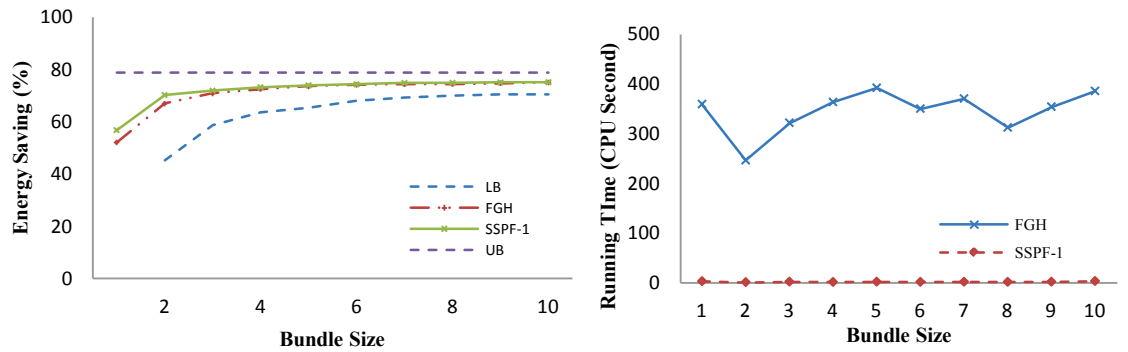 100
80
60
40
20
0
Energy Saving (%)
2 4 6 8 10
Bundle Size
LB
FGH
SSPF-1
UB
500
400
300
200
100
0
Running TIme (CPU Second)
1 2 3 4 5 6 7 8 9 10
Bundle Size
FGH
SSPF-1